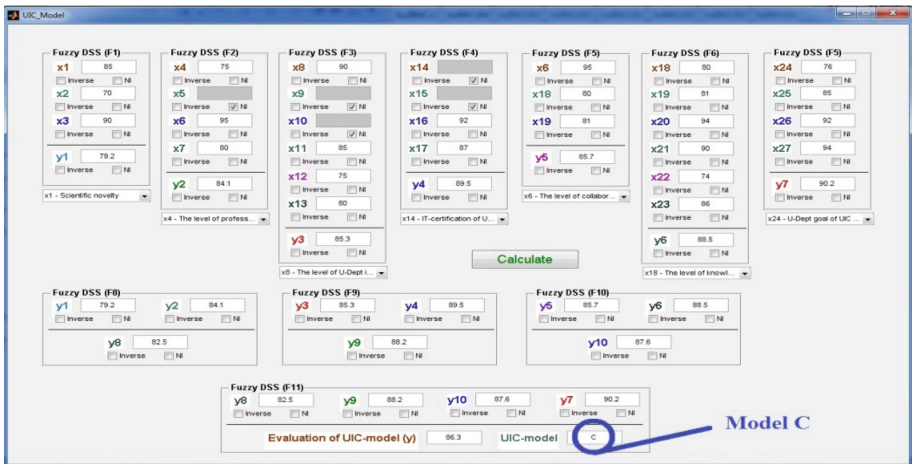 UIC_Model
Fuzzy DSS (F1)
x1 85
Inverse NI
x2 70
Inverse NI
x3 90
Inverse NI
y1 79.2
Inverse NI
x1 - Scientific novelty
Fuzzy DSS (F2)
x4 75
Inverse NI
x5
Inverse NI
x6 95
Inverse NI
x7 80
Inverse NI
y2 84.1
Inverse NI
x4 - The level of profess...
Fuzzy DSS (F3)
x8 90
Inverse NI
x9
Inverse NI
x10
Inverse NI
x11 85
Inverse NI
x12 75
Inverse NI
x13 80
Inverse NI
y3 85.3
Inverse NI
x8 - The level of U-Dept i...
Fuzzy DSS (F4)
x14
Inverse NI
x15
Inverse NI
x16 92
Inverse NI
x17 87
Inverse NI
y4 89.5
Inverse NI
x14 - IT-certification of U...
Fuzzy DSS (F5)
x6 95
Inverse NI
x18 80
Inverse NI
x19 81
Inverse NI
y5 85.7
Inverse NI
x6 - The level of collabor...
Fuzzy DSS (F6)
x18 80
Inverse NI
x19 81
Inverse NI
x20 94
Inverse NI
x21 90
Inverse NI
x22 74
Inverse NI
x23 86
Inverse NI
y6 88.5
Inverse NI
x18 - The level of knowl...
Fuzzy DSS (F5)
x24 76
Inverse NI
x25 85
Inverse NI
x26 92
Inverse NI
x27 94
Inverse NI
y7 90.2
Inverse NI
x24 - U-Dept goal of UIC ...
Calculate
Fuzzy DSS (F8)
y1 79.2 y2 84.1
Inverse NI Inverse NI
y8 82.5
Inverse NI
Fuzzy DSS (F9)
y3 85.3 y4 89.5
Inverse NI Inverse NI
y9 88.2
Inverse NI
Fuzzy DSS (F10)
y5 85.7 y6 88.5
Inverse NI Inverse NI
y10 87.6
Inverse NI
Fuzzy DSS (F11)
y8 82.5 y9 88.2 y10 87.6 y7 90.2
Inverse NI Inverse NI Inverse NI Inverse NI
Evaluation of UIC-model (y) 86.3 UIC-model C
Model C